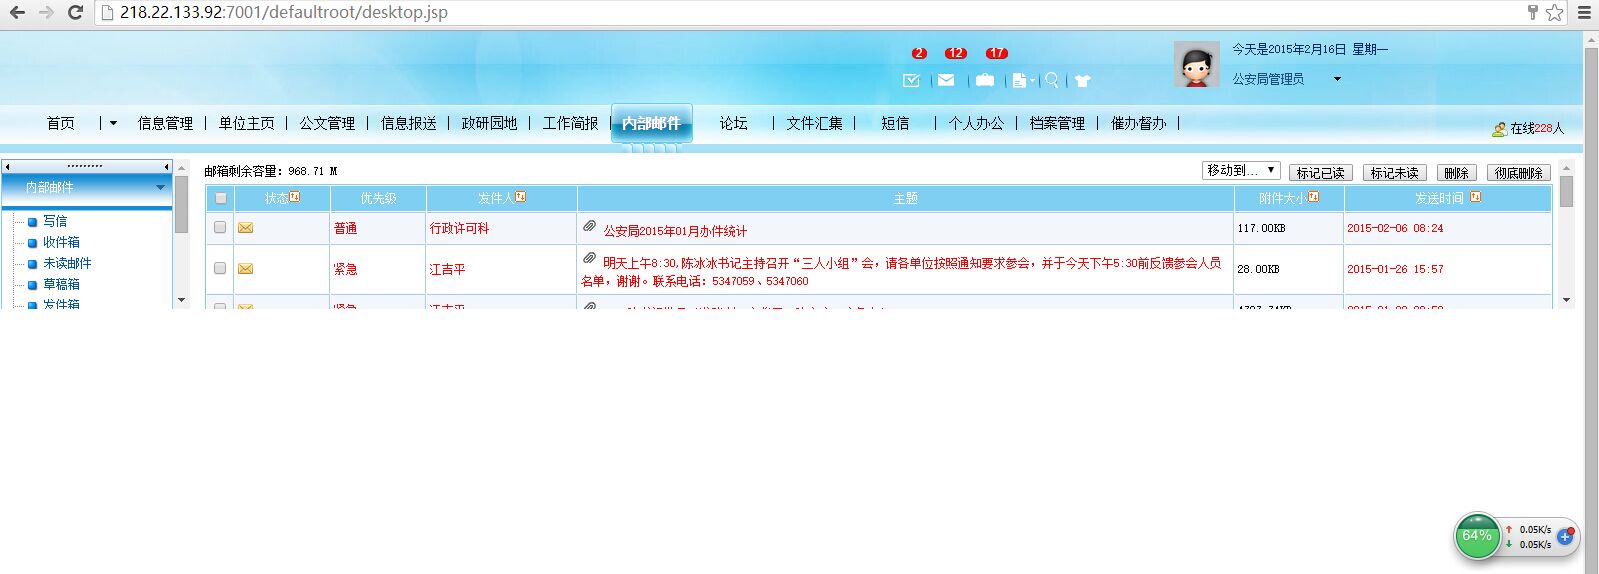 218.22.133.92:7001/defaultroot/desktop.jsp
2 12 17
今天是2015年2月16日 星期一
公安局管理员
首页 信息管理 单位主页 公文管理 信息报送 政研园地 工作简报 内部邮件 论坛 文件汇集 短信 个人办公 档案管理 催办督办
在线228人
内部邮件
写信
收件箱
未读邮件
草稿箱
发件箱
邮箱剩余容量：968.71 M
移动到... 标记已读 标记未读 删除 彻底删除
状态 优先级 发件人 主题 附件大小 发送时间
普通 行政许可科 公安局2015年01月办件统计 117.00KB 2015-02-06 08:24
紧急 江吉平 明天上午8:30,陈冰冰书记主持召开“三人小组”会，请各单位按照通知要求参会，并于今天下午5:30前反馈参会人员
名单，谢谢。联系电话：5347059、5347060 28.00KB 2015-01-26 15:57
紧急 江吉平
64% 0.05K/s
0.05K/s